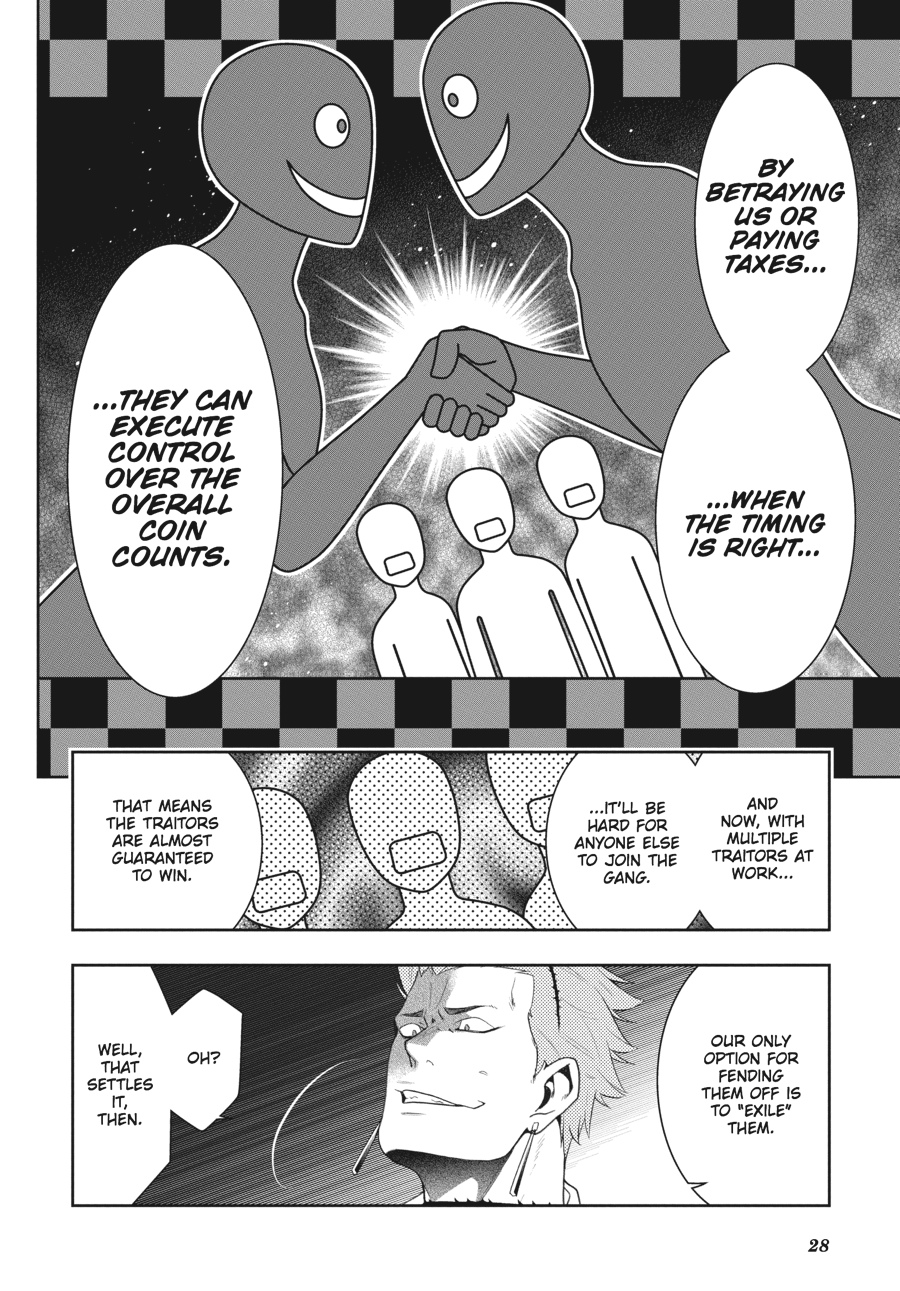 BY
BETRAYING
US OR
PAYING
TAXES...
...WHEN
THE TIMING
IS RIGHT...
...THEY CAN
EXECUTE
CONTROL
OVER THE
OVERALL
COIN
COUNTS.
AND
NOW, WITH
MULTIPLE
TRAITORS AT
WORK...
...IT'LL BE
HARD FOR
ANYONE ELSE
TO JOIN THE
GANG.
THAT MEANS
THE TRAITORS
ARE ALMOST
GUARANTEED
TO WIN.
OUR ONLY
OPTION FOR
FENDING
THEM OFF IS
TO "EXILE"
THEM.
OH?
WELL,
THAT
SETTLES
IT,
THEN.
28